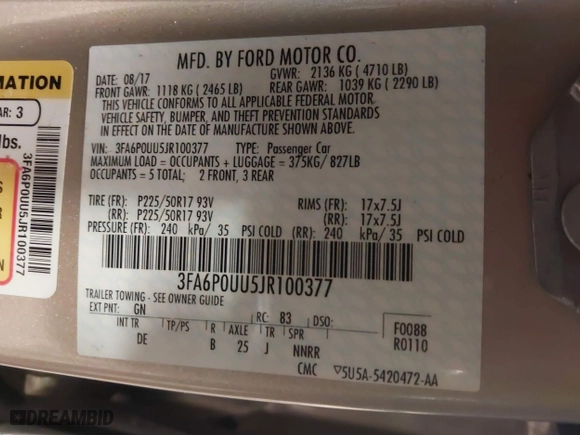 MFD. BY FORD MOTOR CO.
DATE: 08/17 GVWR: 2136 KG ( 4710 LB)
FRONT GAWR: 1118 KG ( 2465 LB) REAR GAWR: 1039 KG ( 2290 LB)
THIS VEHICLE CONFORMS TO ALL APPLICABLE FEDERAL MOTOR
VEHICLE SAFETY, BUMPER, AND THEFT PREVENTION STANDARDS
IN EFFECT ON THE DATE OF MANUFACTURE SHOWN ABOVE.
VIN: 3FA6P0UU5JR100377 TYPE: Passenger Car
MAXIMUM LOAD = OCCUPANTS + LUGGAGE = 375KG/ 827LB
OCCUPANTS = 5 TOTAL; 2 FRONT, 3 REAR
TIRE (FR): P225/50R17 93V RIMS (FR): 17x7.5J
(RR): P225/50R17 93V (RR): 17x7.5J
PRESSURE (FR): 240 kPa/ 35 PSI COLD (RR): 240 kPa/ 35 PSI COLD
3FA6P0UU5JR100377
TRAILER TOWING - SEE OWNER GUIDE
EXT PNT: GN RC: 83 DSO: F0088
INT TR TP/PS R AXLE TR SPR R0110
DE B 25 J NNRR
CMC 5U5A-5420472-AA
MATION
AR: 3
lbs.
3FA6P0UU5JR100377
DREAMBID